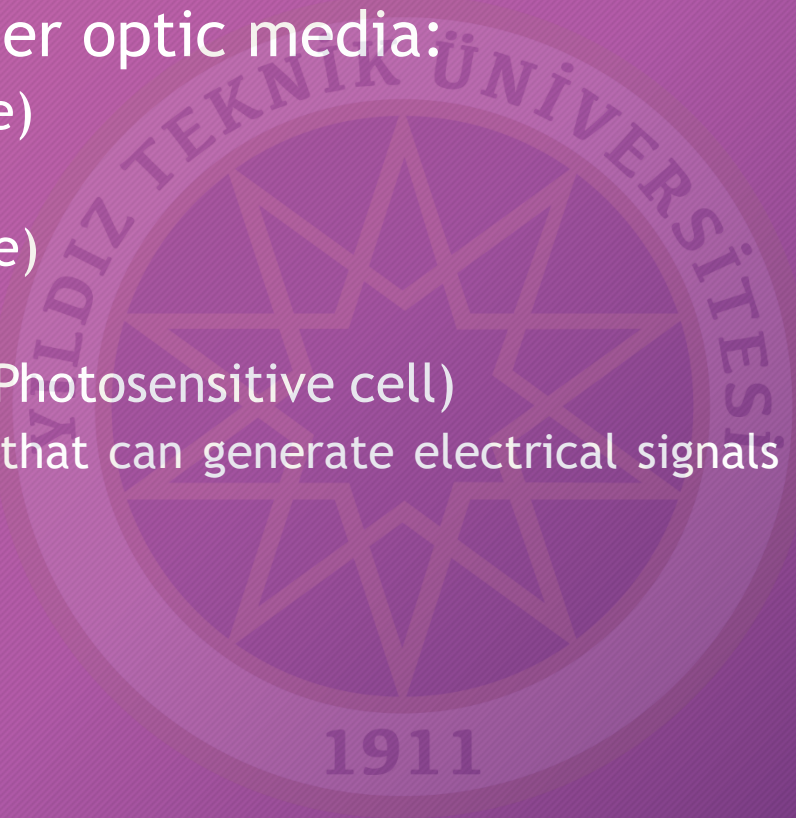 er optic media:
e)
e)
Photosensitive cell)
that can generate electrical signals
YILDIZ TEKNİK ÜNİVERSİTESİ
1911